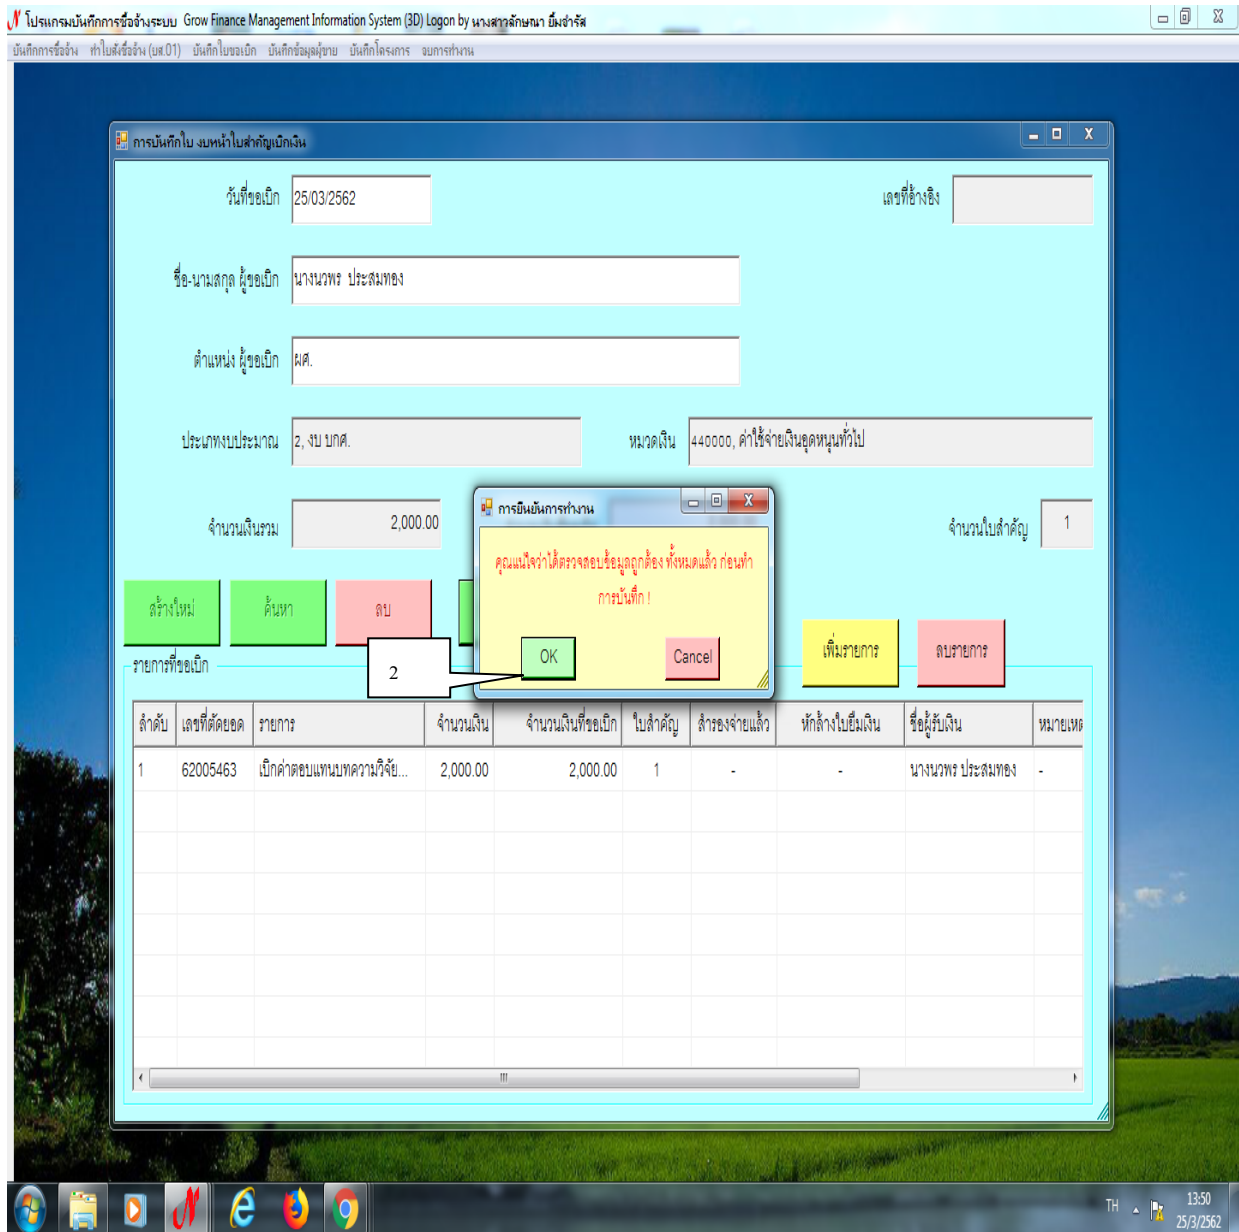 โปรแกรมบันทึกการซื้อจ้างระบบ Grow Finance Management Information System (3D) Logon by นางสาวลักษณา ยิ้มจำรัส
บันทึกการซื้อจ้าง ทำใบสั่งซื้อจ้าง (บศ.01) บันทึกใบขอเบิก บันทึกข้อมูลผู้ขาย บันทึกโครงการ จบการทำงาน
การบันทึกใบ งบหน้าใบสำคัญเบิกเงิน
วันที่ขอเบิก 25/03/2562 เลขที่อ้างอิง
ชื่อ-นามสกุล ผู้ขอเบิก นางนวพร ประสมทอง
ตำแหน่ง ผู้ขอเบิก ผศ.
ประเภทงบประมาณ 2, งบ บกศ. หมวดเงิน 440000, ค่าใช้จ่ายเงินอุดหนุนทั่วไป
จำนวนเงินรวม 2,000.00 จำนวนใบสำคัญ 1
การยืนยันการทำงาน
คุณแน่ใจว่าได้ตรวจสอบข้อมูลถูกต้อง ทั้งหมดแล้ว ก่อนทำ
การบันทึก !
OK Cancel
สร้างใหม่ ค้นหา ลบ
เพิ่มรายการ ลบรายการ
2
รายการที่ขอเบิก
ลำดับ เลขที่ตัดยอด รายการ จำนวนเงิน จำนวนเงินที่ขอเบิก ใบสำคัญ สำรองจ่ายแล้ว หักล้างใบยืมเงิน ชื่อผู้รับเงิน หมายเหต
1 62005463 เบิกค่าตอบแทนบทความวิจัย... 2,000.00 2,000.00 1 - - นางนวพร ประสมทอง -
TH 13:50
25/3/2562